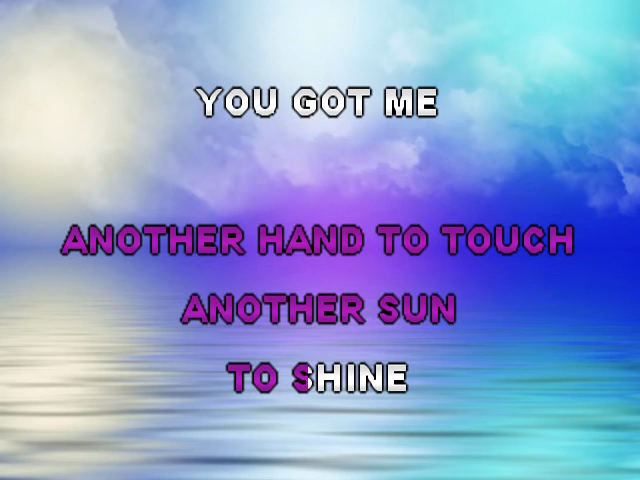 YOU GOT ME
ANOTHER HAND TO TOUCH
ANOTHER SUN
TO SHINE